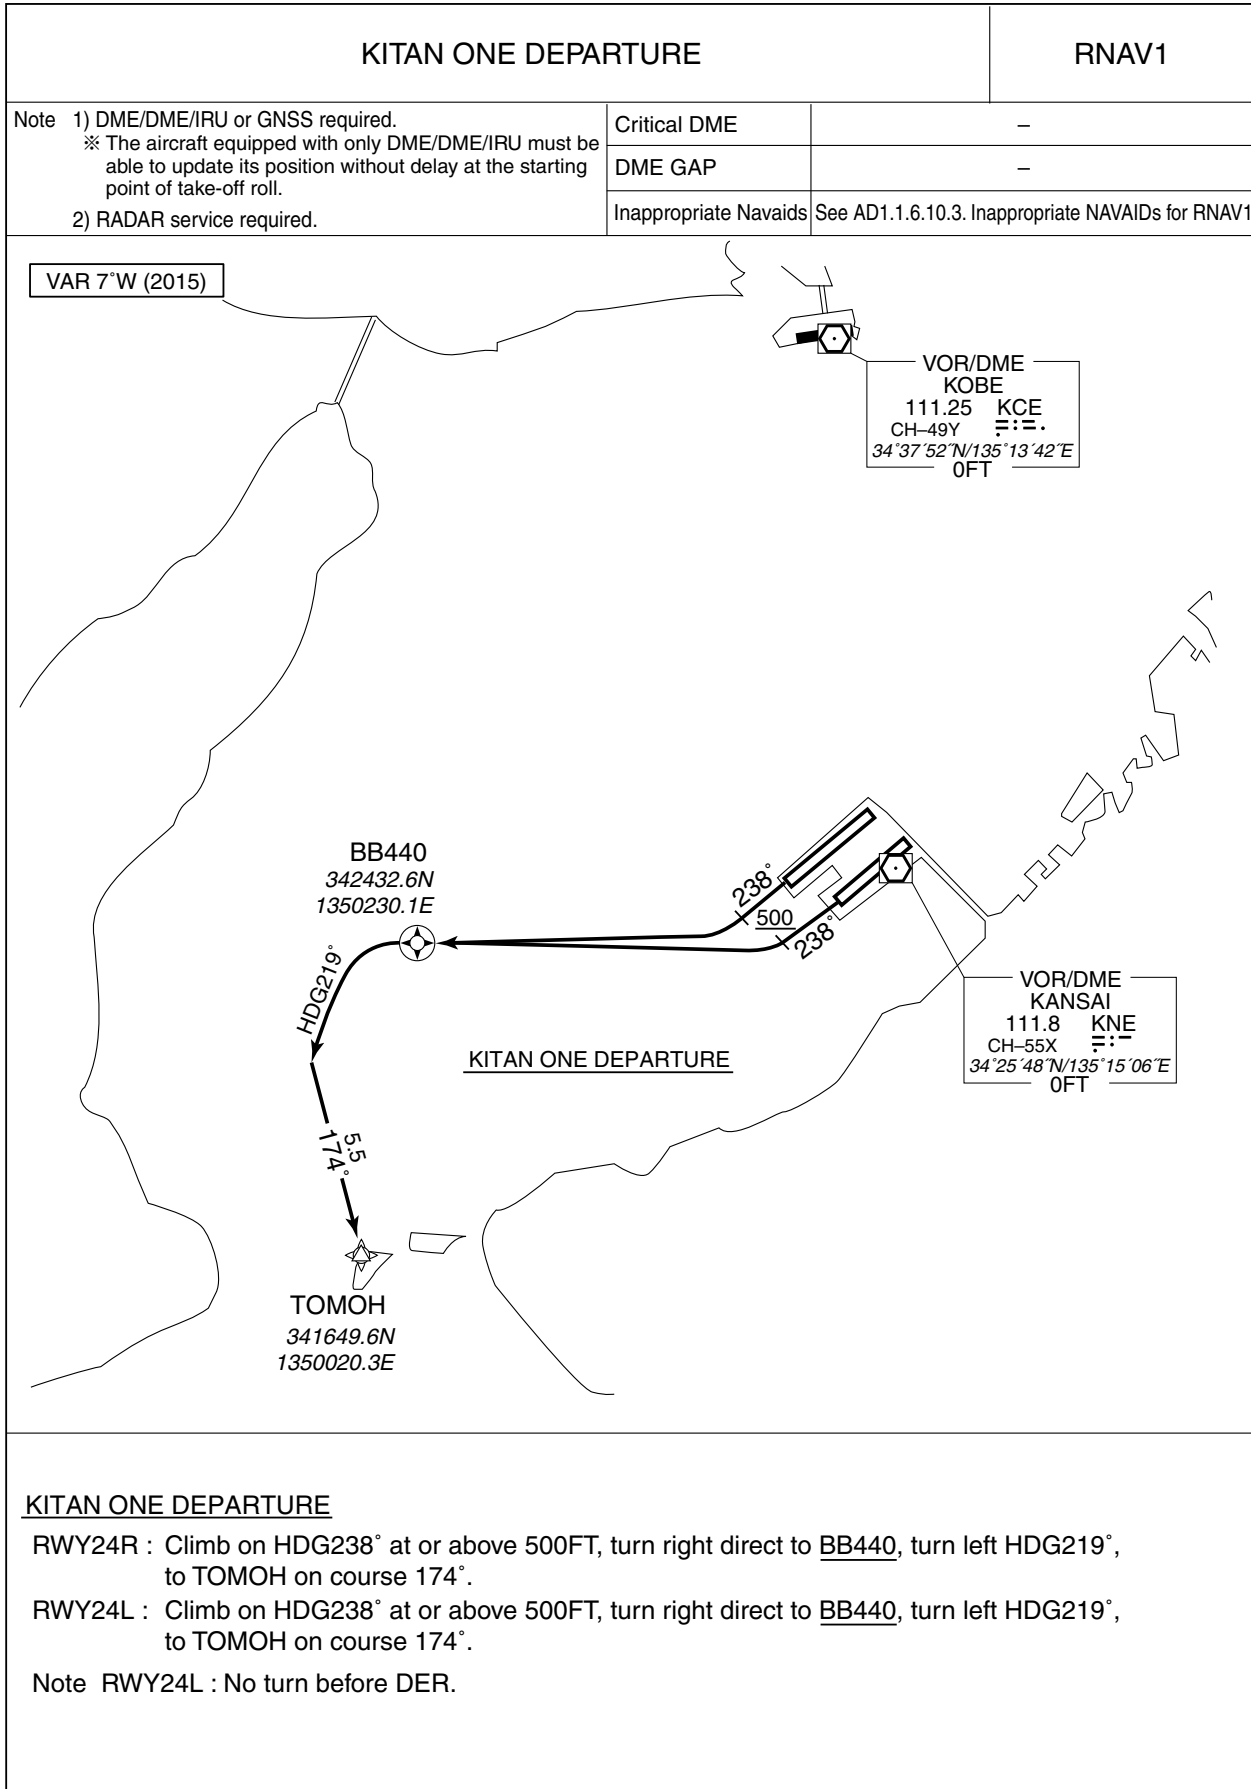 KITAN ONE DEPARTURE
RNAV1
Note 1) DME/DME/IRU or GNSS required.
※ The aircraft equipped with only DME/DME/IRU must be
able to update its position without delay at the starting
point of take-off roll.
2) RADAR service required.
Critical DME –
DME GAP –
Inappropriate Navaids See AD1.1.6.10.3. Inappropriate NAVAIDs for RNAV1
VAR 7˚W (2015)
VOR/DME
KOBE
111.25 KCE
CH–49Y
34˚37´52˝N/135˚13´42˝E
0FT
BB440
342432.6N
1350230.1E
238˚
500
238˚
HDG219˚
VOR/DME
KANSAI
111.8 KNE
CH–55X
34˚25´48˝N/135˚15´06˝E
0FT
KITAN ONE DEPARTURE
5.5
174˚
TOMOH
341649.6N
1350020.3E
KITAN ONE DEPARTURE
RWY24R : Climb on HDG238˚ at or above 500FT, turn right direct to BB440, turn left HDG219˚,
to TOMOH on course 174˚.
RWY24L : Climb on HDG238˚ at or above 500FT, turn right direct to BB440, turn left HDG219˚,
to TOMOH on course 174˚.
Note RWY24L : No turn before DER.